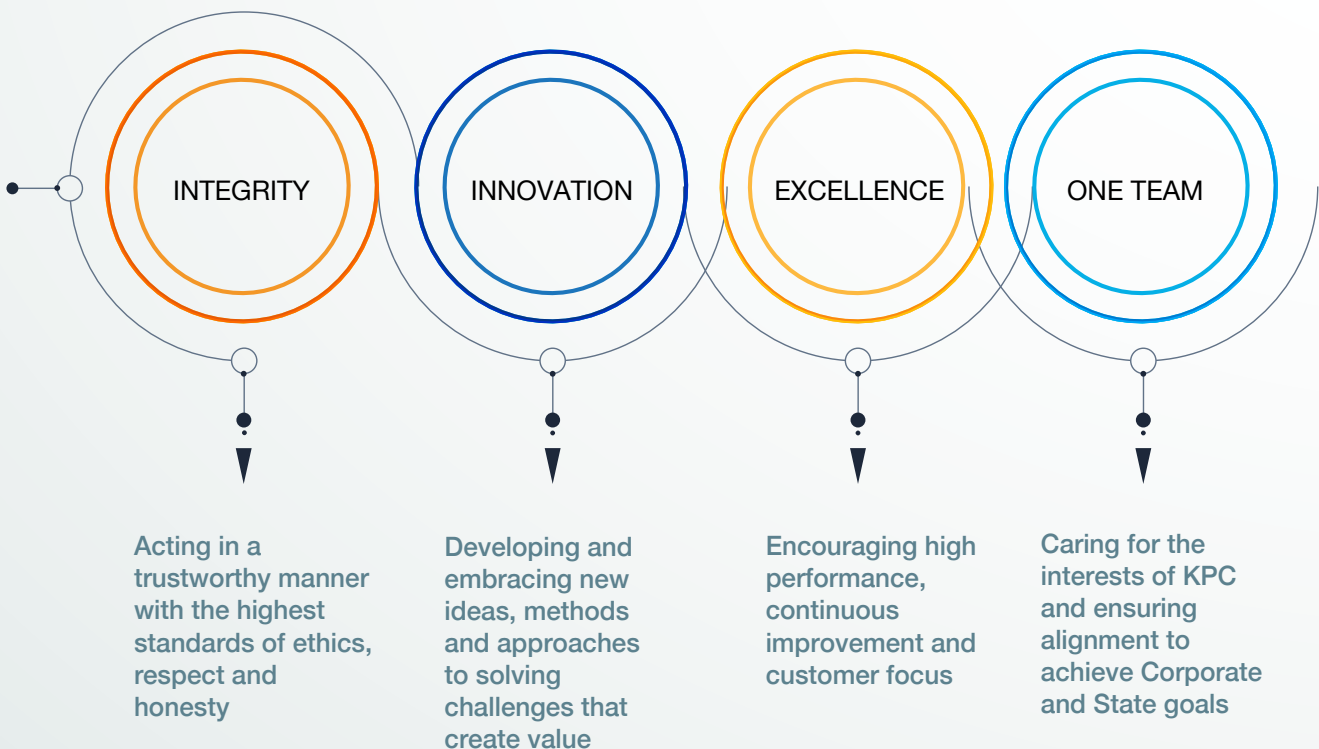 INTEGRITY
INNOVATION
EXCELLENCE
ONE TEAM
Acting in a
trustworthy manner
with the highest
standards of ethics,
respect and
honesty
Developing and
embracing new
ideas, methods
and approaches
to solving
challenges that
create value
Encouraging high
performance,
continuous
improvement and
customer focus
Caring for the
interests of KPC
and ensuring
alignment to
achieve Corporate
and State goals